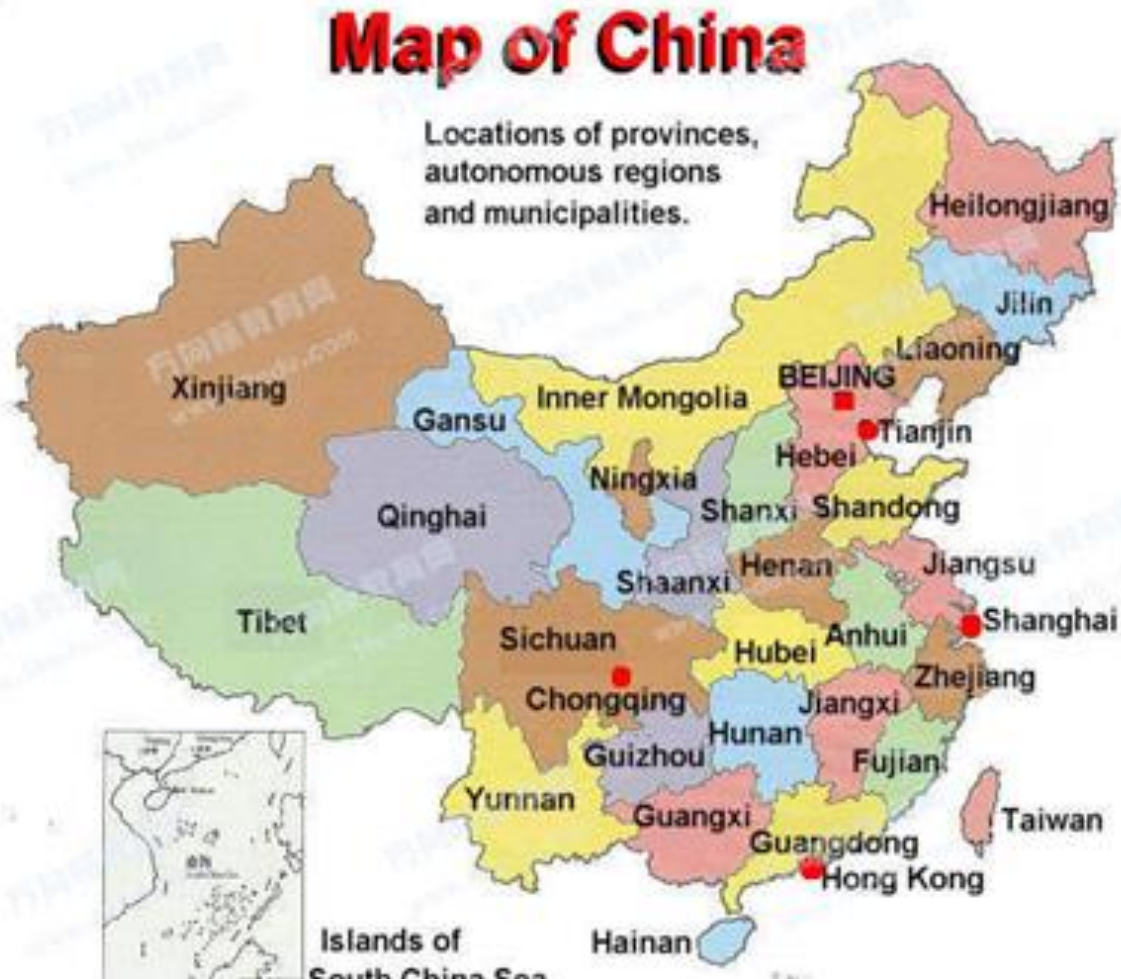 Map of China
Locations of provinces,
autonomous regions
and municipalities.
Heilongjiang
Jilin
Liaoning
BEIJING
Xinjiang
Inner Mongolia
Gansu
Tianjin
Hebei
Ningxia
Shanxi
Shandong
Qinghai
Henan
Jiangsu
Shaanxi
Tibet
Shanghai
Sichuan
Anhui
Hubei
Zhejiang
Chongqing
Jiangxi
Hunan
Guizhou
Fujian
Yunnan
Guangxi
Taiwan
Guangdong
Hong Kong
Hainan
Islands of
South China Sea